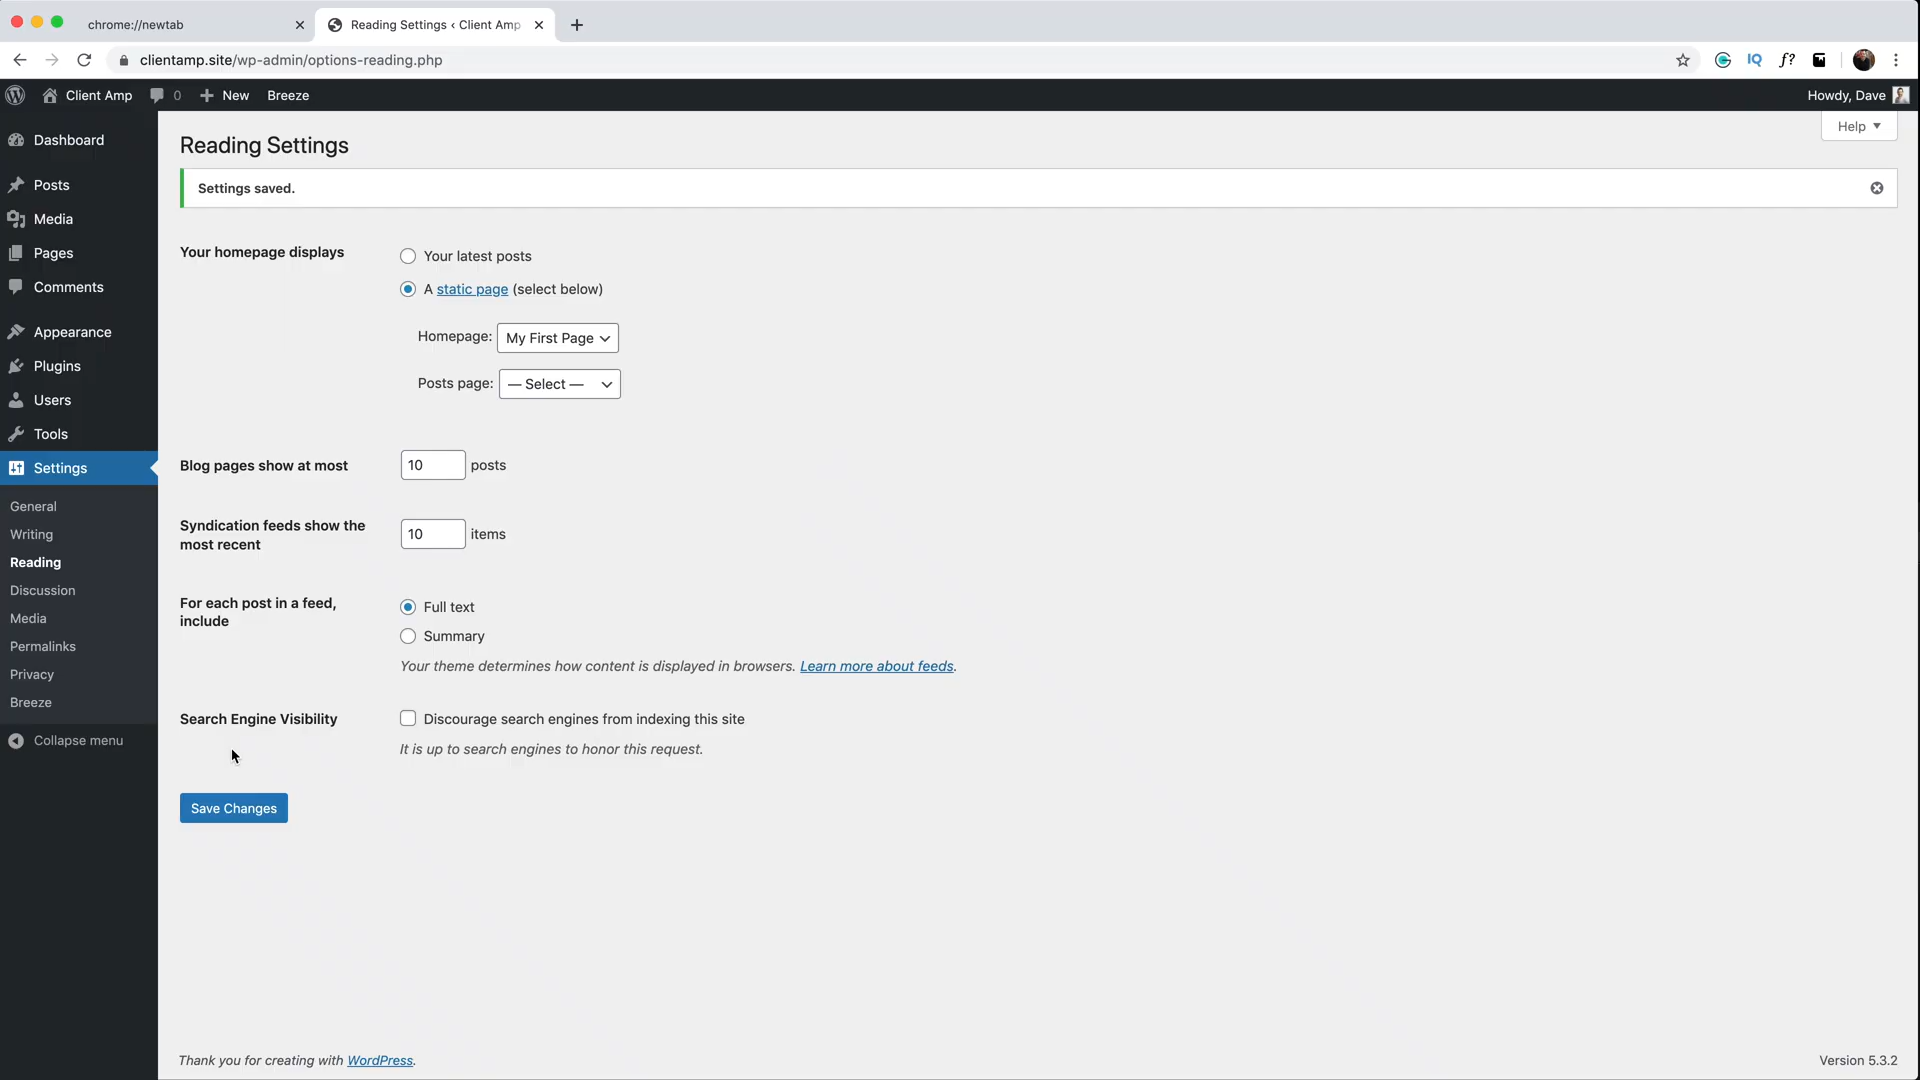 chrome://newtab
Reading Settings ‹ Client Amp
clientamp.site/wp-admin/options-reading.php
IQ
f?
Client Amp
0
New
Breeze
Howdy, Dave
Help
Dashboard
Posts
Media
Pages
Comments
Appearance
Plugins
Users
Tools
Settings
General
Writing
Reading
Discussion
Media
Permalinks
Privacy
Breeze
Collapse menu
Reading Settings
Settings saved.
Your homepage displays
Your latest posts
A static page (select below)
Homepage: My First Page
Posts page: — Select —
Blog pages show at most 10 posts
Syndication feeds show the
most recent
10 items
For each post in a feed,
include
Full text
Summary
Your theme determines how content is displayed in browsers. Learn more about feeds.
Search Engine Visibility
Discourage search engines from indexing this site
It is up to search engines to honor this request.
Save Changes
Thank you for creating with WordPress.
Version 5.3.2